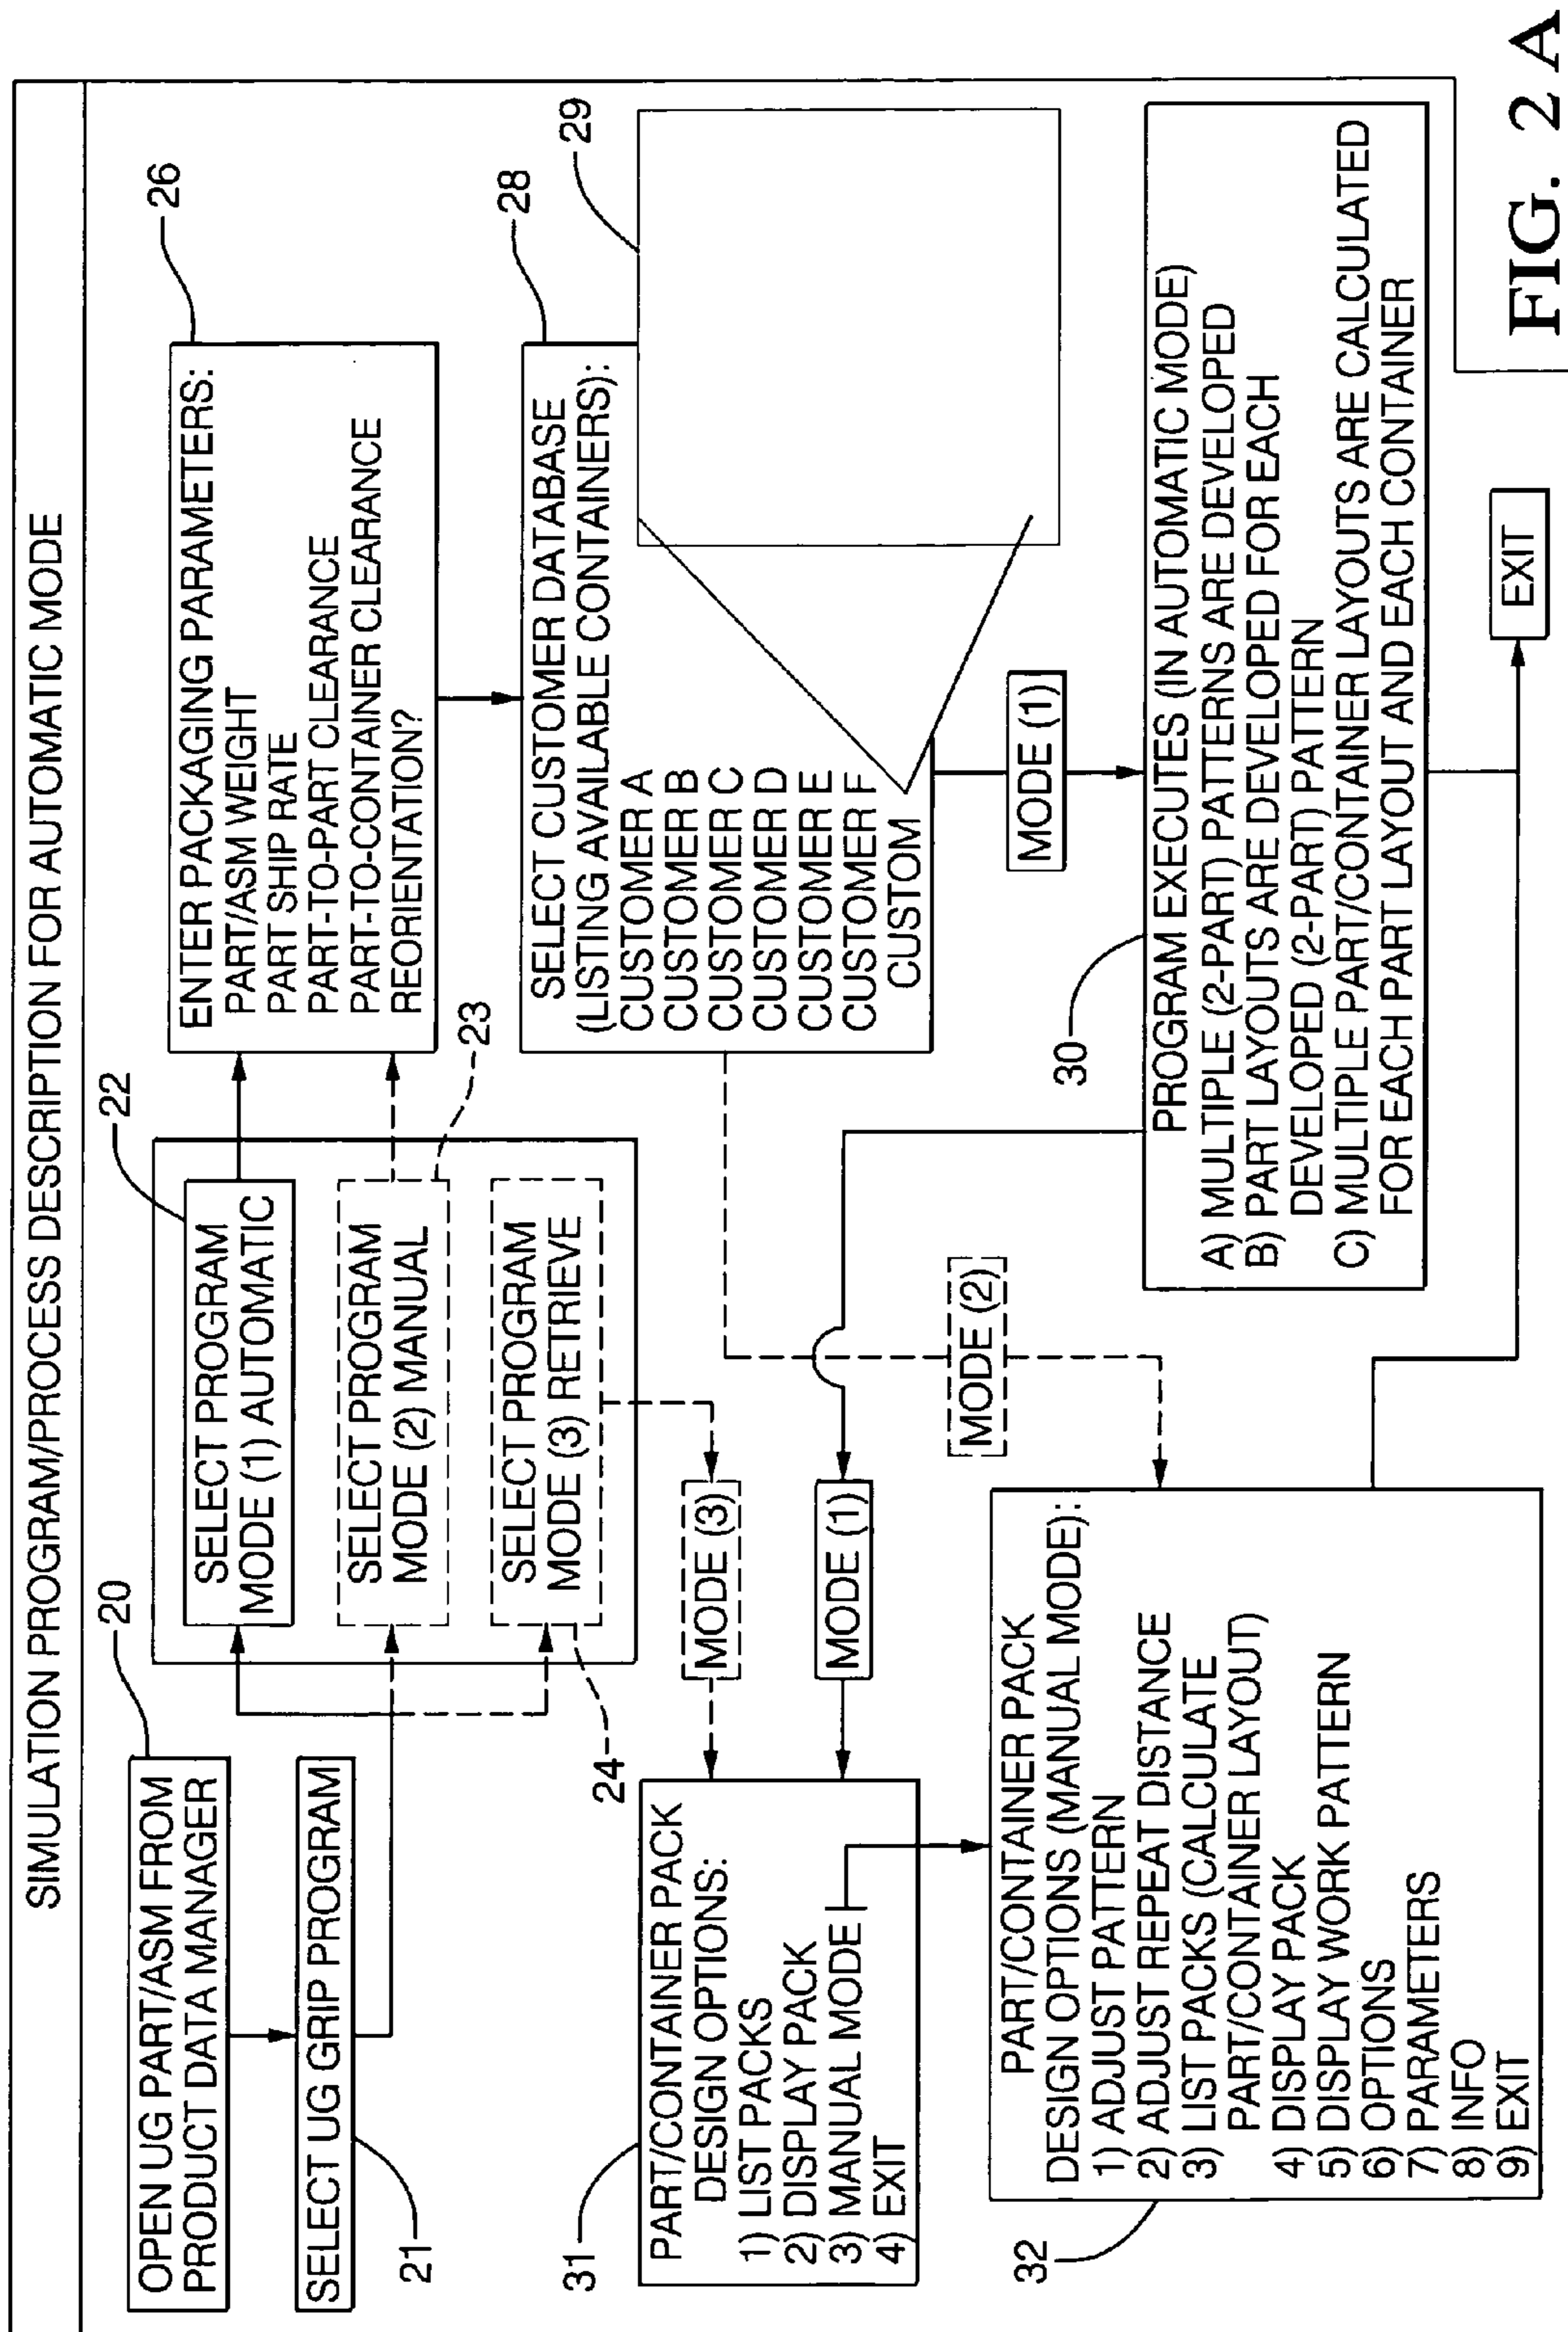 SIMULATION PROGRAM/PROCESS DESCRIPTION FOR AUTOMATIC MODE
OPEN UG PART/ASM FROM
PRODUCT DATA MANAGER
20
SELECT UG GRIP PROGRAM
21
SELECT PROGRAM
MODE (1) AUTOMATIC
22
SELECT PROGRAM
MODE (2) MANUAL
23
SELECT PROGRAM
MODE (3) RETRIEVE
24
ENTER PACKAGING PARAMETERS:
PART/ASM WEIGHT
PART SHIP RATE
PART-TO-PART CLEARANCE
PART-TO-CONTAINER CLEARANCE
REORIENTATION?
26
SELECT CUSTOMER DATABASE
(LISTING AVAILABLE CONTAINERS):
CUSTOMER A
CUSTOMER B
CUSTOMER C
CUSTOMER D
CUSTOMER E
CUSTOMER F
CUSTOM
28
29
MODE (3)
MODE (1)
MODE (1)
MODE (2)
PART/CONTAINER PACK
DESIGN OPTIONS:
1) LIST PACKS
2) DISPLAY PACK
3) MANUAL MODE
4) EXIT
31
PART/CONTAINER PACK
DESIGN OPTIONS (MANUAL MODE):
1) ADJUST PATTERN
2) ADJUST REPEAT DISTANCE
3) LIST PACKS (CALCULATE
PART/CONTAINER LAYOUT)
4) DISPLAY PACK
5) DISPLAY WORK PATTERN
6) OPTIONS
7) PARAMETERS
8) INFO
9) EXIT
32
30
PROGRAM EXECUTES (IN AUTOMATIC MODE)
A) MULTIPLE (2-PART) PATTERNS ARE DEVELOPED
B) PART LAYOUTS ARE DEVELOPED FOR EACH
DEVELOPED (2-PART) PATTERN
C) MULTIPLE PART/CONTAINER LAYOUTS ARE CALCULATED
FOR EACH PART LAYOUT AND EACH CONTAINER
EXIT
FIG. 2 A